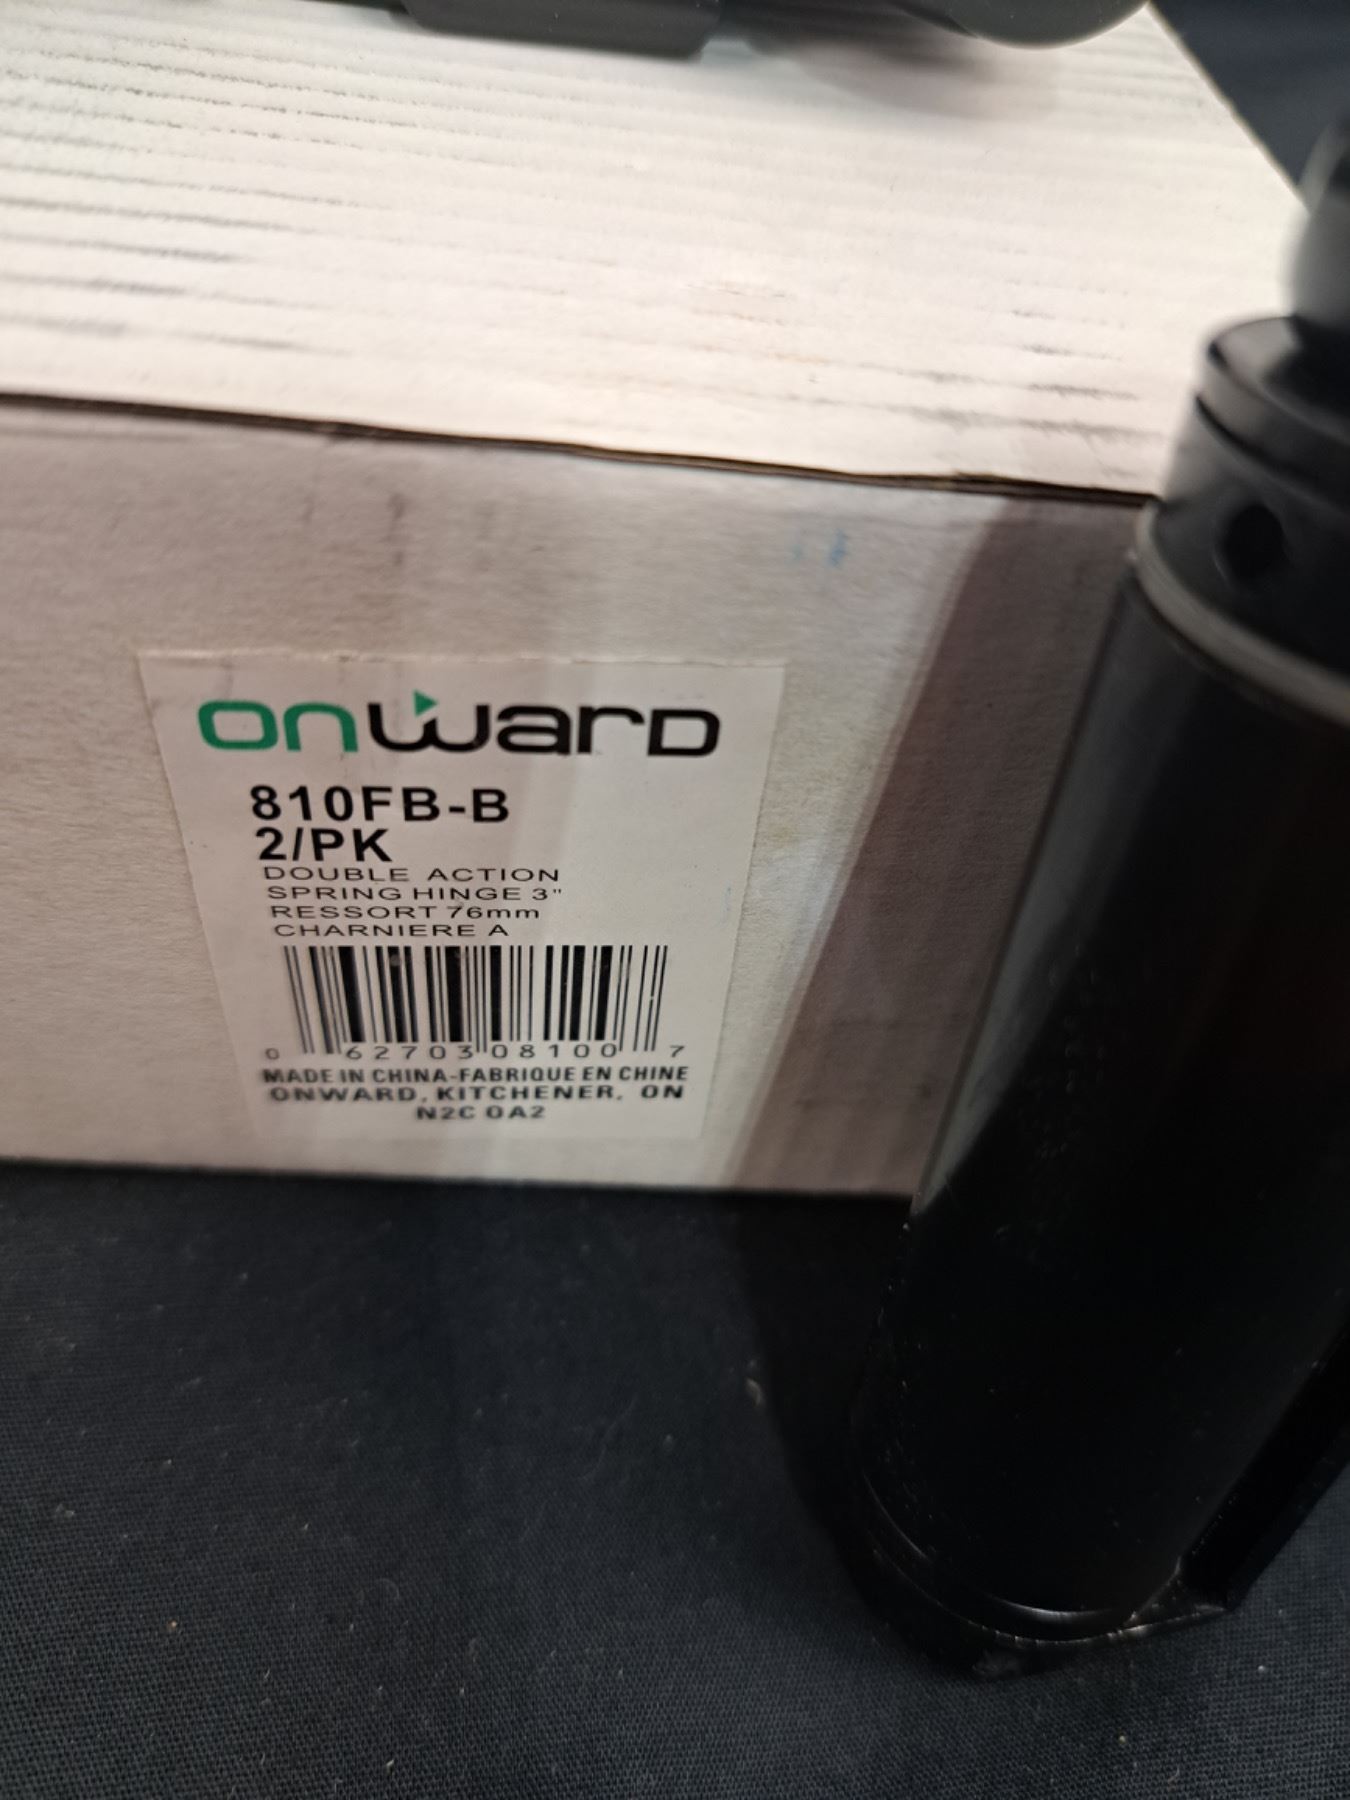 onward
810FB-B
2/PK
DOUBLE ACTION
SPRING HINGE 3"
RESSORT 76mm
CHARNIERE A
0 62703 08100 7
MADE IN CHINA-FABRIQUE EN CHINE
ONWARD, KITCHENER, ON
N2C 0A2